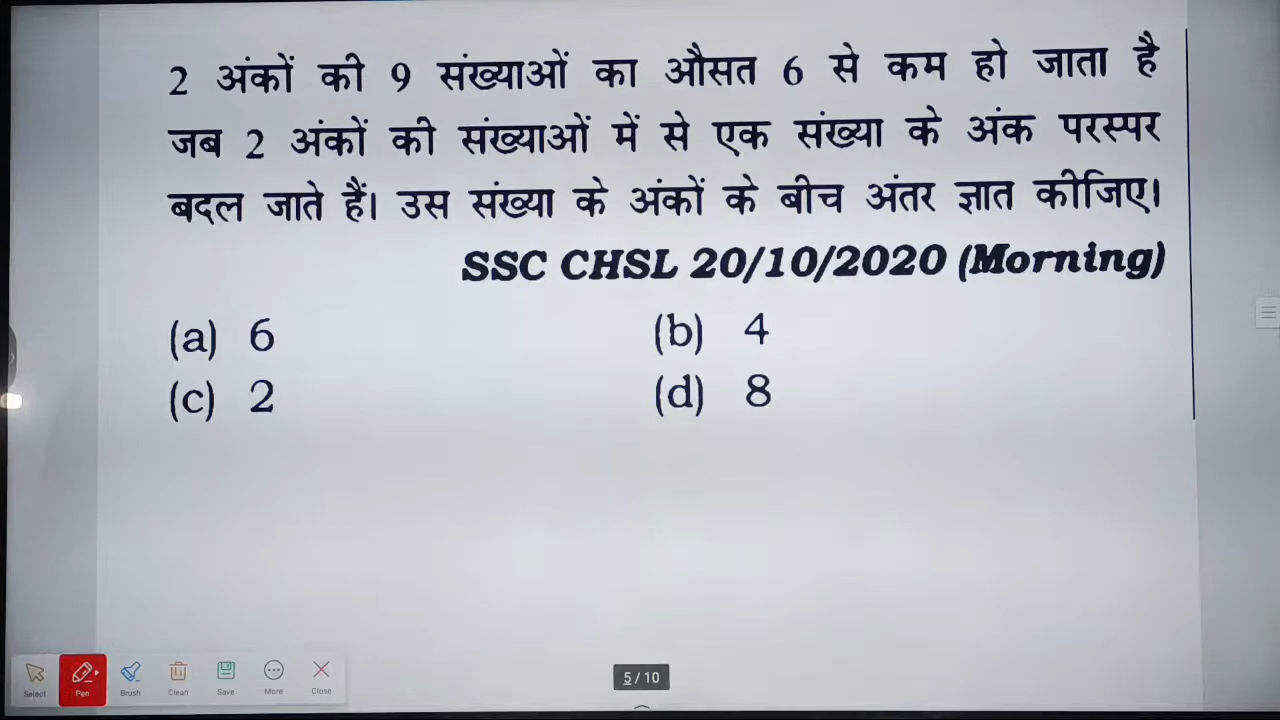 2 अंकों की 9 संख्याओं का औसत 6 से कम हो जाता है
जब 2 अंकों की संख्याओं में से एक संख्या के अंक परस्पर
बदल जाते हैं। उस संख्या के अंकों के बीच अंतर ज्ञात कीजिए।
SSC CHSL 20/10/2020 (Morning)
(a) 6 (b) 4
(c) 2 (d) 8
Select Pen Brush Clean Save More Close
5 / 10